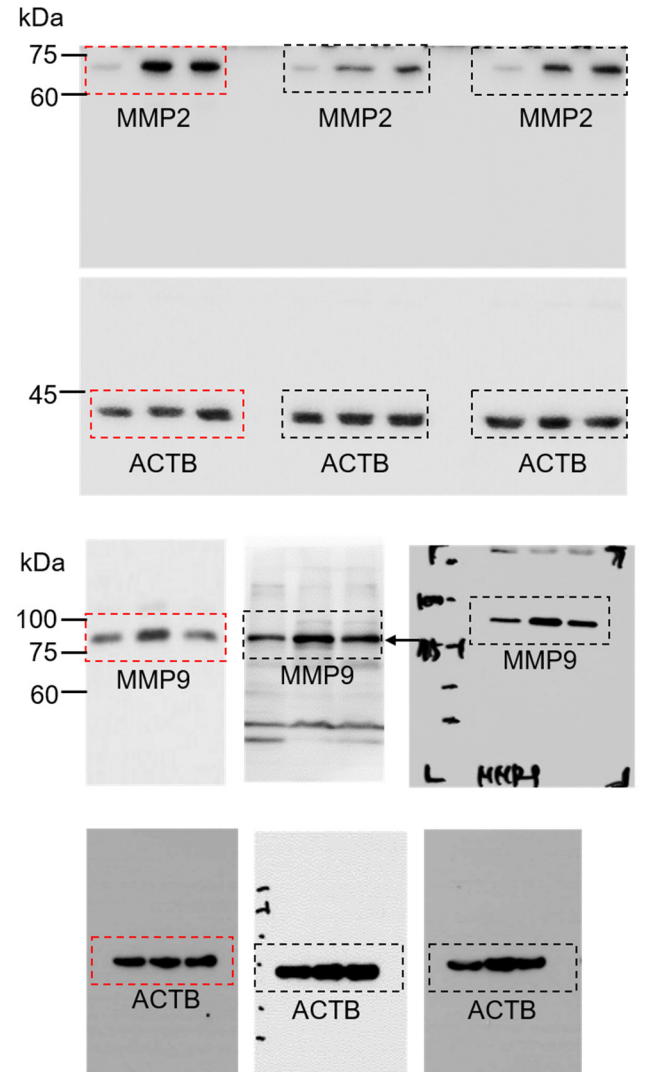 kDa
75
60
MMP2 MMP2 MMP2
45
ACTB ACTB ACTB
kDa
100
75
60
MMP9 MMP9 MMP9
ACTB ACTB ACTB